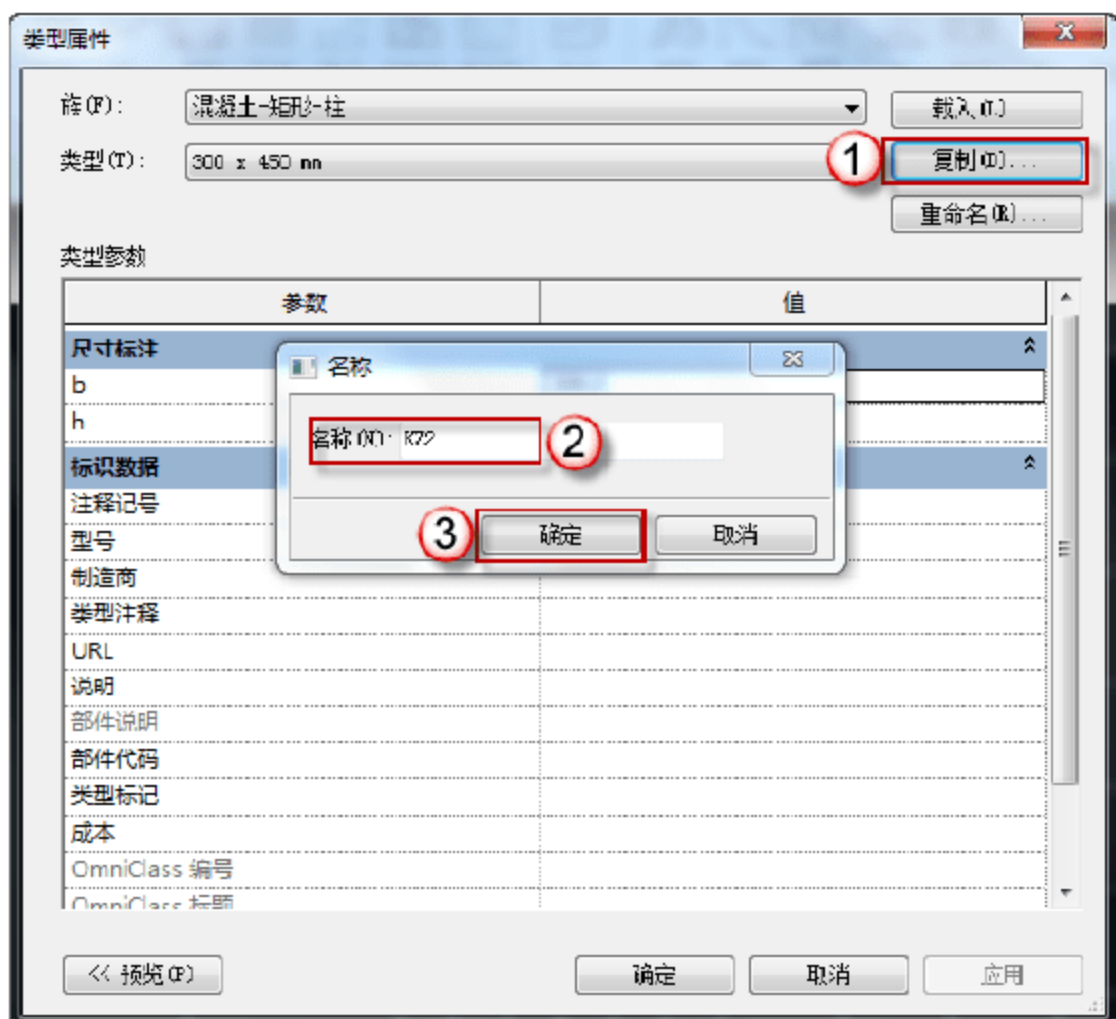 类型属性
族(F):
混凝土-矩形-柱
载入(L)
类型(T):
300 x 450 mm
1
复制(D)...
重命名(R)...
类型参数
参数
值
尺寸标注
b
h
名称
名称(N):
KZ2
2
3
确定
取消
标识数据
注释记号
型号
制造商
类型注释
URL
说明
部件说明
部件代码
类型标记
成本
OmniClass 编号
OmniClass 标题
<< 预览(P)
确定
取消
应用